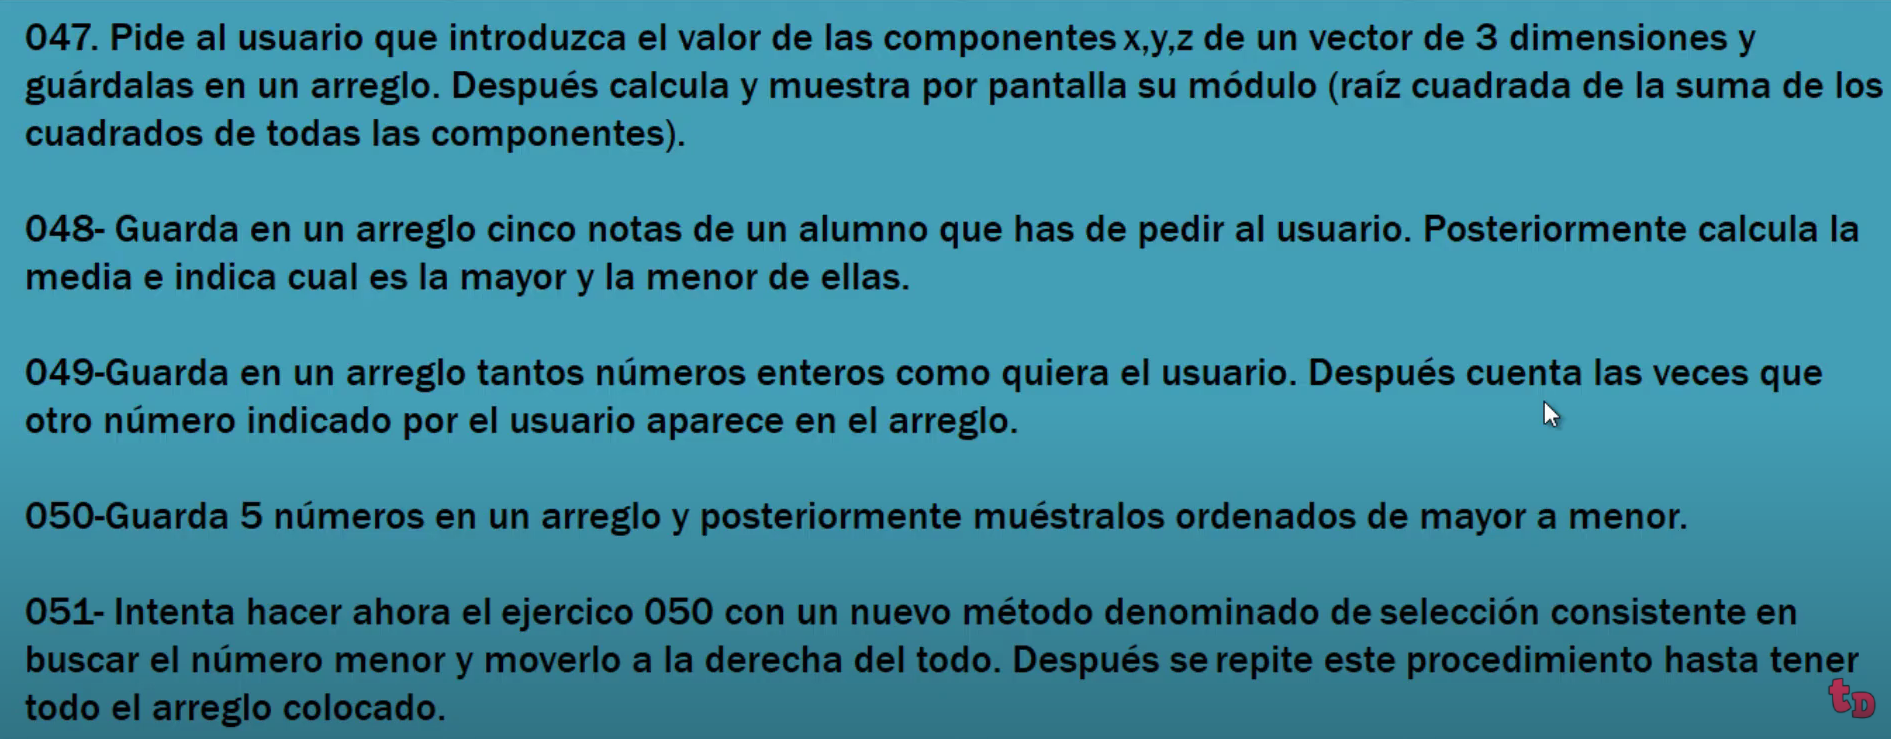 047. Pide al usuario que introduzca el valor de las componentes x,y,z de un vector de 3 dimensiones y
guárdalas en un arreglo. Después calcula y muestra por pantalla su módulo (raíz cuadrada de la suma de los
cuadrados de todas las componentes).
048- Guarda en un arreglo cinco notas de un alumno que has de pedir al usuario. Posteriormente calcula la
media e indica cual es la mayor y la menor de ellas.
049-Guarda en un arreglo tantos números enteros como quiera el usuario. Después cuenta las veces que
otro número indicado por el usuario aparece en el arreglo.
050-Guarda 5 números en un arreglo y posteriormente muéstralos ordenados de mayor a menor.
051- Intenta hacer ahora el ejercico 050 con un nuevo método denominado de selección consistente en
buscar el número menor y moverlo a la derecha del todo. Después se repite este procedimiento hasta tener
todo el arreglo colocado.
tD